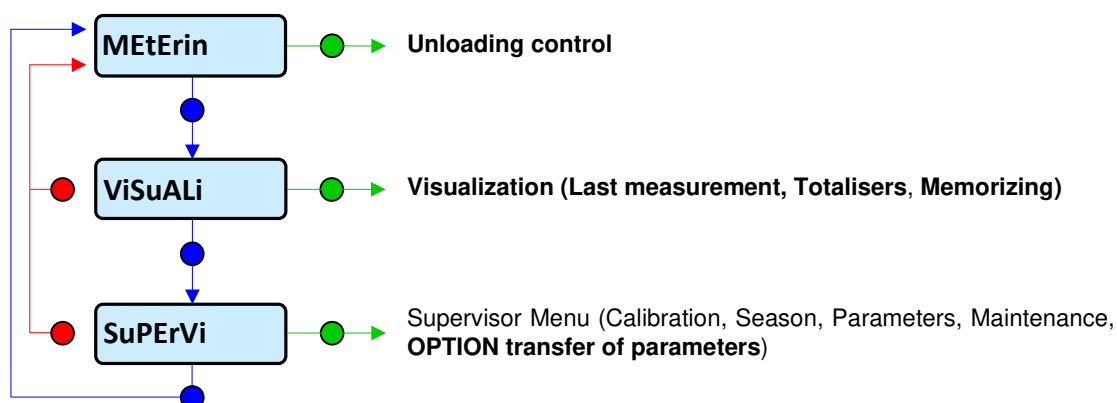 MEtErin
Unloading control
ViSuALi
Visualization (Last measurement, Totalisers, Memorizing)
SuPErVi
Supervisor Menu (Calibration, Season, Parameters, Maintenance,
OPTION transfer of parameters)